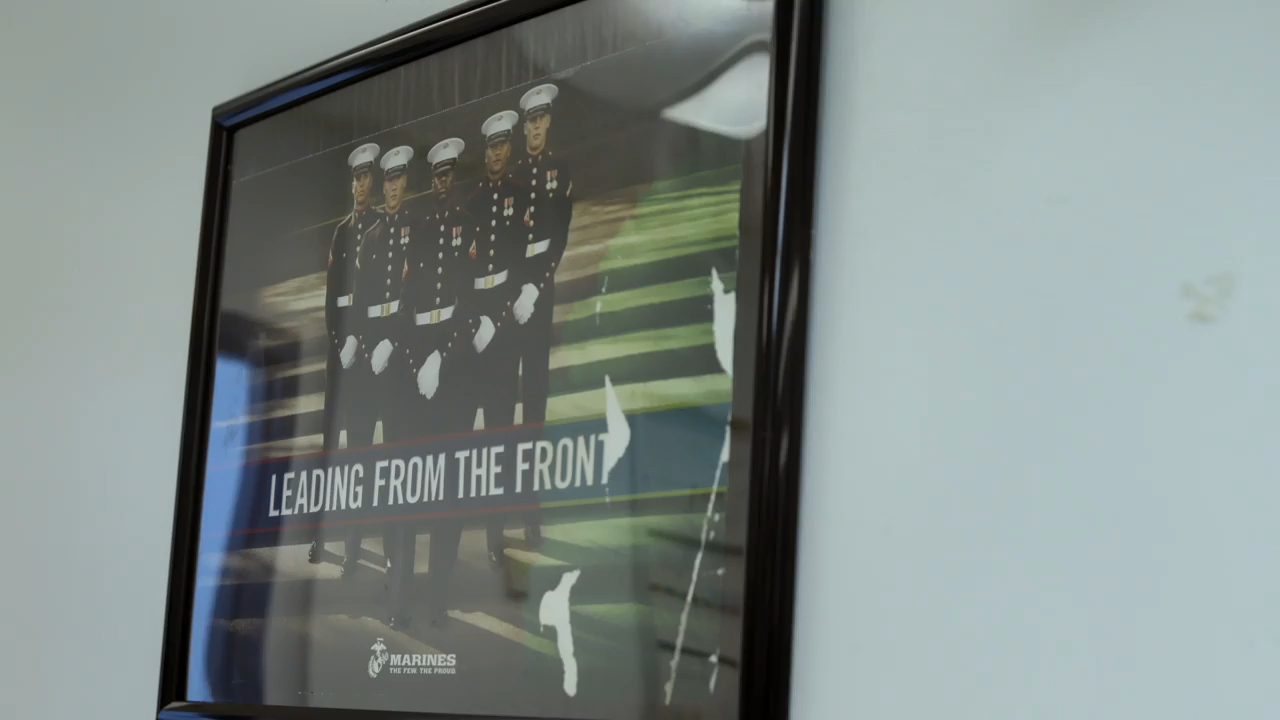 LEADING FROM THE FRONT
MARINES
THE FEW. THE PROUD.